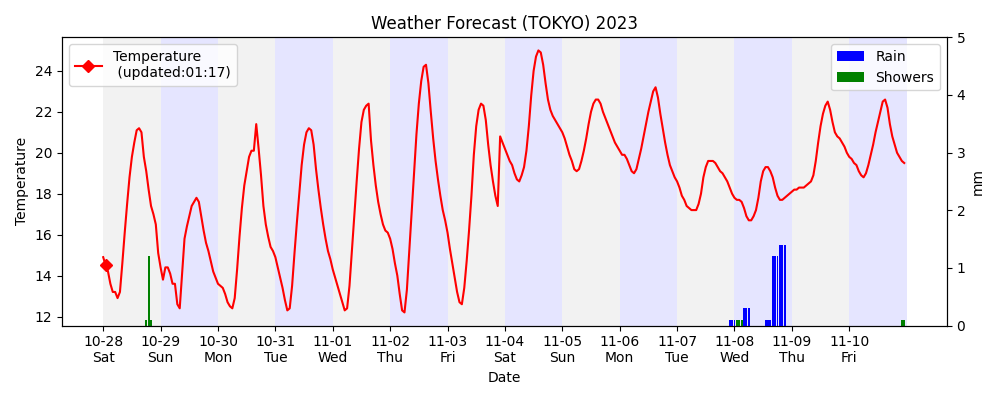 Weather Forecast (TOKYO) 2023
Temperature
(updated:01:17)
Rain
Showers
Temperature
24
22
20
18
16
14
12
5
4
3
2
1
0
mm
10-28 10-29 10-30 10-31 11-01 11-02 11-03 11-04 11-05 11-06 11-07 11-08 11-09 11-10
Sat Sun Mon Tue Wed Thu Fri Sat Sun Mon Tue Wed Thu Fri
Date